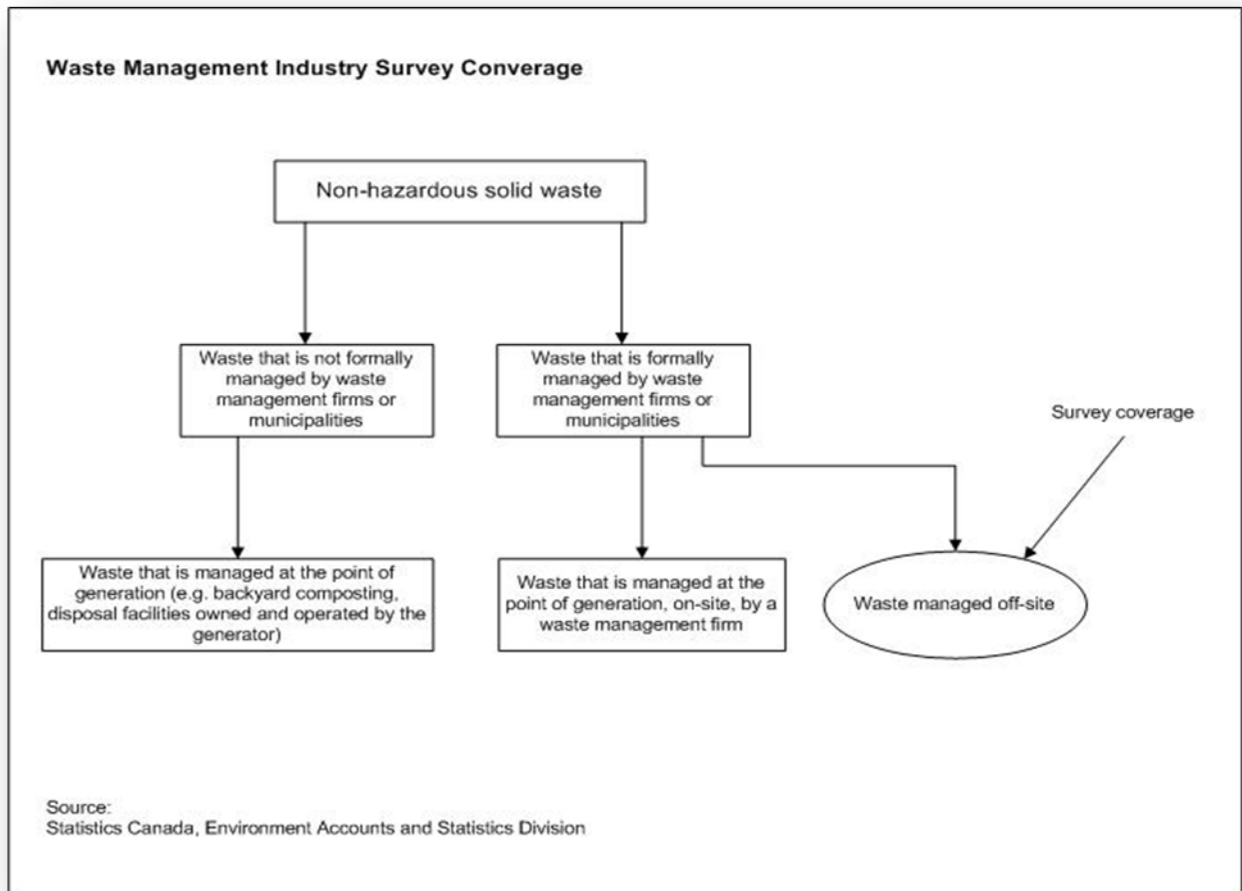 Waste Management Industry Survey Converage
Non-hazardous solid waste
Waste that is not formally
managed by waste
management firms or
municipalities
Waste that is formally
managed by waste
management firms or
municipalities
Survey coverage
Waste that is managed at the point of
generation (e.g. backyard composting,
disposal facilities owned and operated by the
generator)
Waste that is managed at the
point of generation, on-site, by a
waste management firm
Waste managed off-site
Source:
Statistics Canada, Environment Accounts and Statistics Division